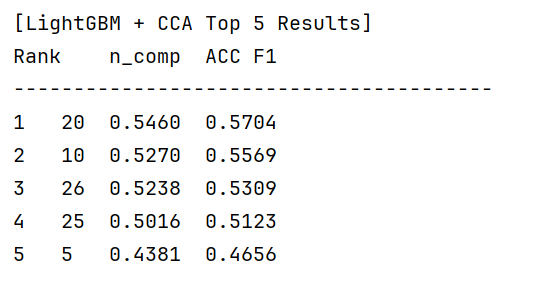 [LightGBM + CCA Top 5 Results]
Rank    n_comp  ACC F1
----------------------------------------
1   20  0.5460  0.5704
2   10  0.5270  0.5569
3   26  0.5238  0.5309
4   25  0.5016  0.5123
5   5   0.4381  0.4656